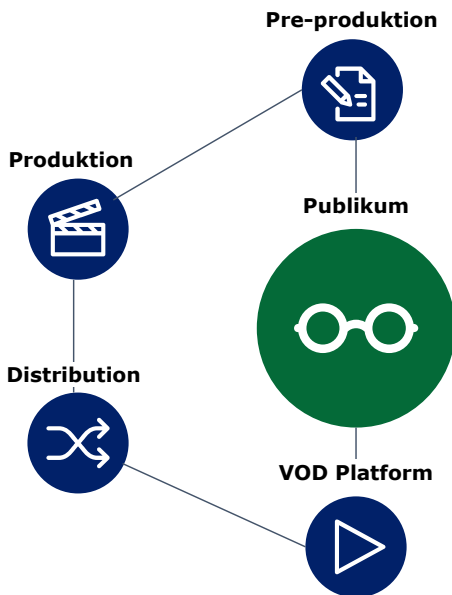 Pre-produktion
Produktion
Publikum
Distribution
VOD Platform